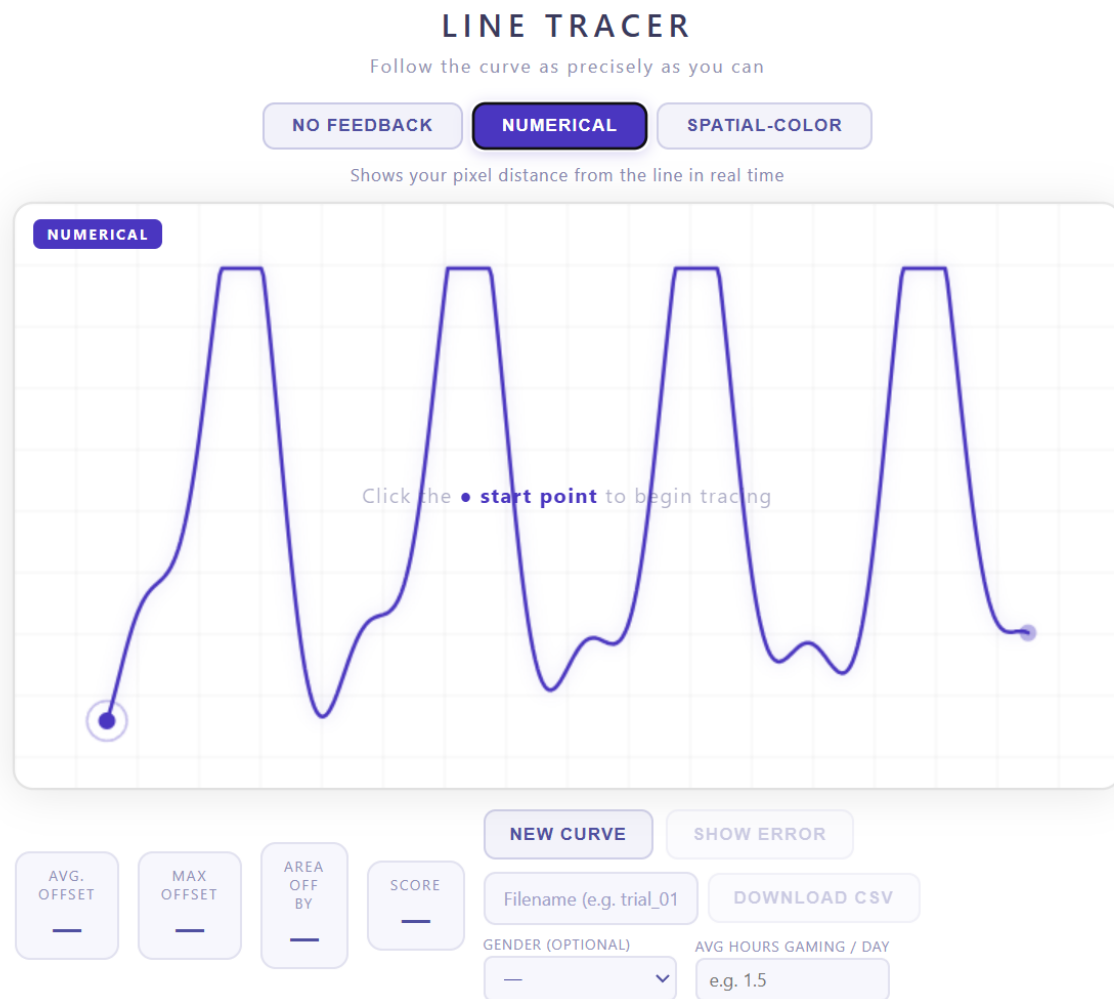 LINE TRACER
Follow the curve as precisely as you can
NO FEEDBACK
NUMERICAL
SPATIAL-COLOR
Shows your pixel distance from the line in real time
NUMERICAL
Click the ● start point to begin tracing
AVG.
OFFSET
—
MAX
OFFSET
—
AREA
OFF
BY
—
SCORE
—
NEW CURVE
SHOW ERROR
Filename (e.g. trial_01
DOWNLOAD CSV
GENDER (OPTIONAL)
—
AVG HOURS GAMING / DAY
e.g. 1.5